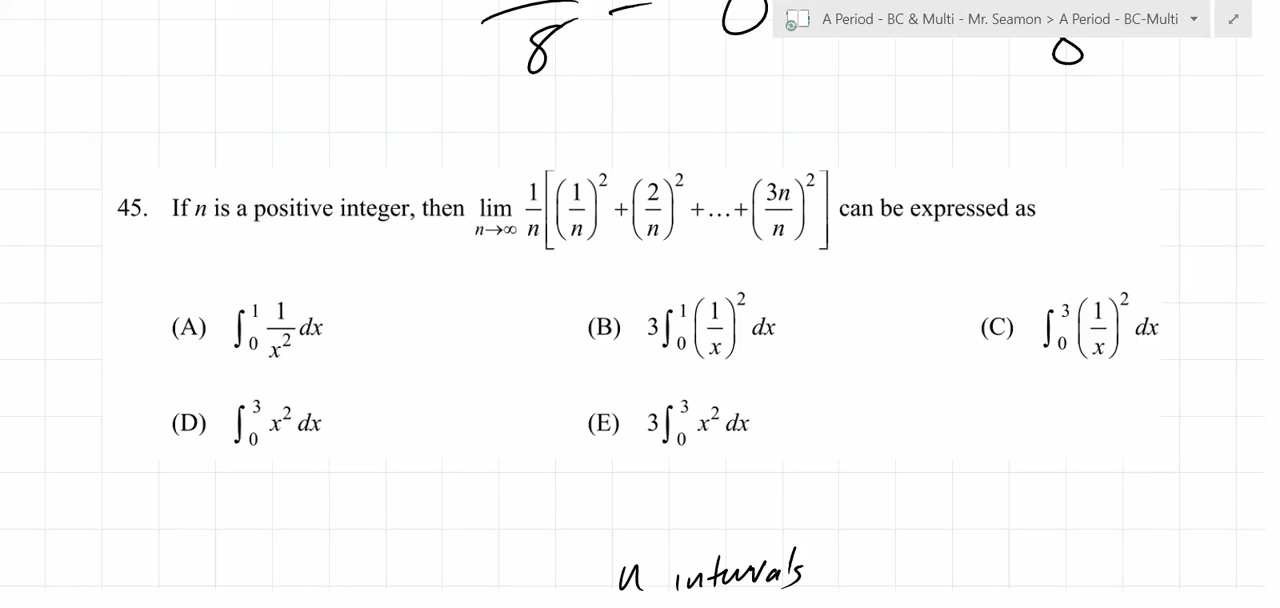 A Period - BC & Multi - Mr. Seamon > A Period - BC-Multi
8 = 0 8
45. If n is a positive integer, then lim n→∞ 1/n [(1/n)² + (2/n)² + ... + (3n/n)²] can be expressed as
(A) ∫₀¹ 1/x² dx (B) 3∫₀¹ (1/x)² dx (C) ∫₀³ (1/x)² dx
(D) ∫₀³ x² dx (E) 3∫₀³ x² dx
n intervals